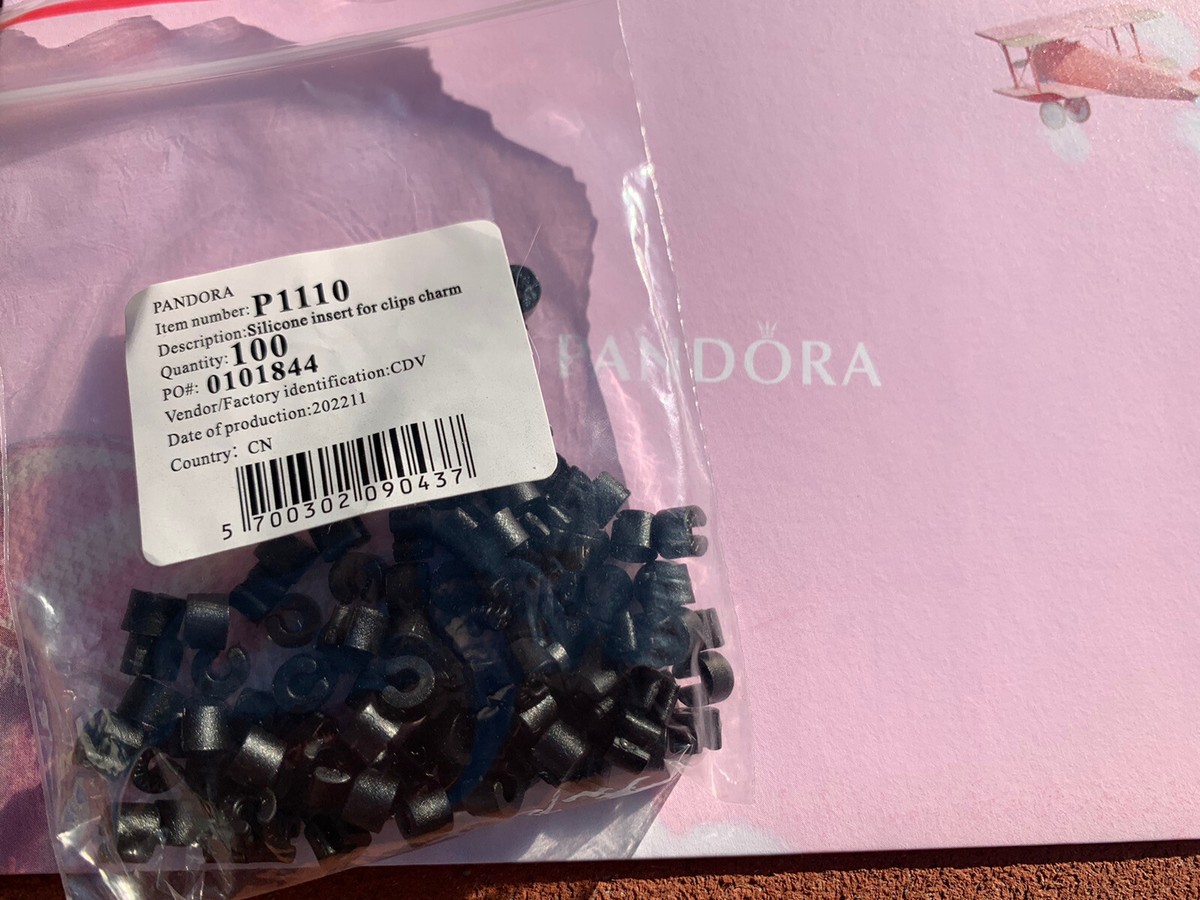 PANDORA
Item number: P1110
Description:Silicone insert for clips charm
Quantity: 100
PO#: 0101844
Vendor/Factory identification:CDV
Date of production:202211
Country: CN
5 700302 090437
PANDORA